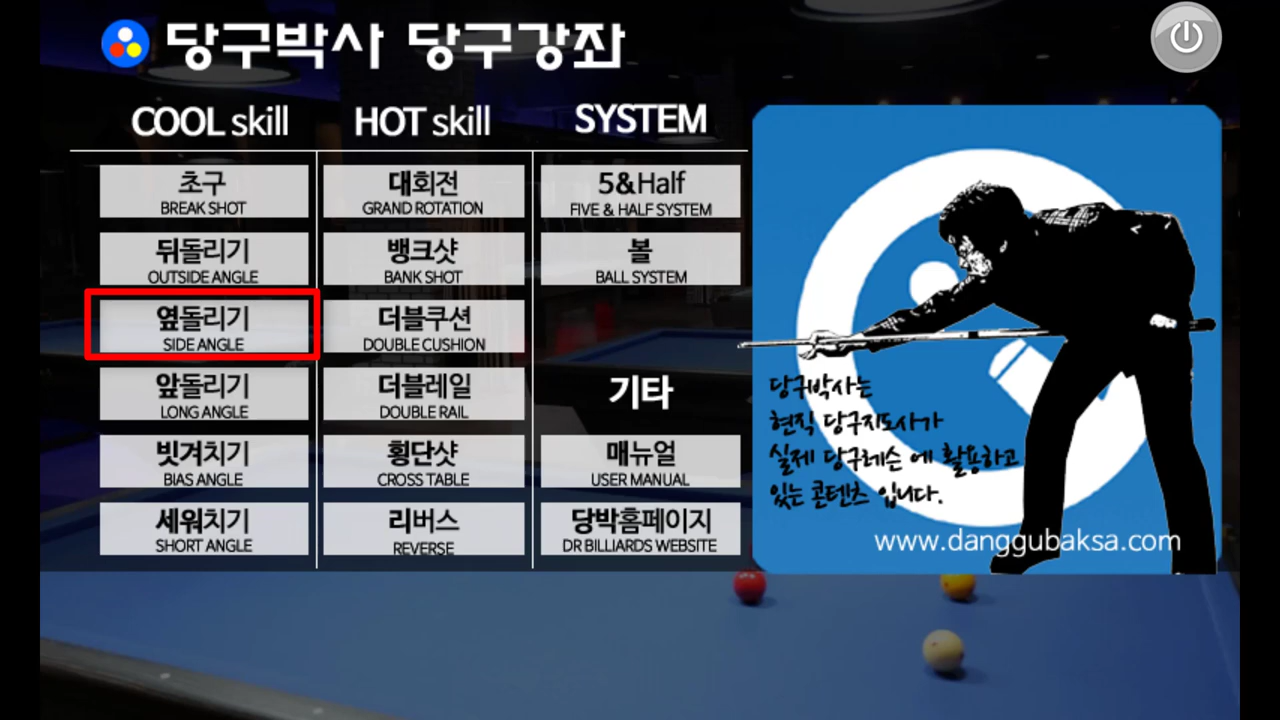 당구박사 당구강좌
COOL skill
초구
BREAK SHOT
뒤돌리기
OUTSIDE ANGLE
옆돌리기
SIDE ANGLE
앞돌리기
LONG ANGLE
빗겨치기
BIAS ANGLE
세워치기
SHORT ANGLE
HOT skill
대회전
GRAND ROTATION
뱅크샷
BANK SHOT
더블쿠션
DOUBLE CUSHION
더블레일
DOUBLE RAIL
횡단샷
CROSS TABLE
리버스
REVERSE
SYSTEM
5&Half
FIVE & HALF SYSTEM
볼
BALL SYSTEM
기타
매뉴얼
USER MANUAL
당박홈페이지
DR BILLIARDS WEBSITE
당구박사는
현직 당구지도사가
실제 당구레슨 에 활용하고
있는 콘텐츠 입니다.
www.danggubaksa.com